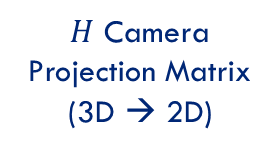 𝐻 Camera
Projection Matrix
(3D → 2D)